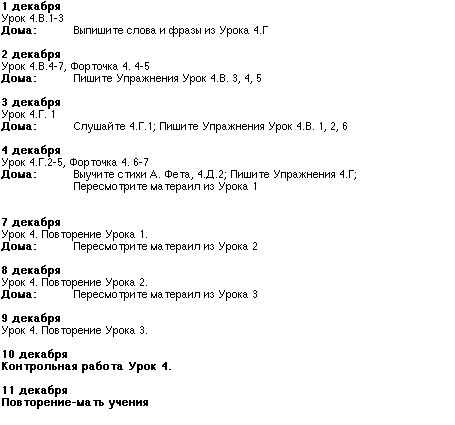 1 декабря
Урок 4.В.1-3
Дома: Выпишите слова и фразы из Урока 4.Г
2 декабря
Урок 4.В.4-7, Форточка 4. 4-5
Дома: Пишите Упражнения Урок 4.В. 3, 4, 5
3 декабря
Урок 4.Г. 1
Дома: Слушайте 4.Г.1; Пишите Упражнения Урок 4.В. 1, 2, 6
4 декабря
Урок 4.Г.2-5, Форточка 4. 6-7
Дома: Выучите стихи А. Фета, 4.Д.2; Пишите Упражнения 4.Г;
Пересмотрите матераил из Урока 1
7 декабря
Урок 4. Повторение Урока 1.
Дома: Пересмотрите матераил из Урока 2
8 декабря
Урок 4. Повторение Урока 2.
Дома: Пересмотрите матераил из Урока 3
9 декабря
Урок 4. Повторение Урока 3.
10 декабря
Контрольная работа Урок 4.
11 декабря
Повторение-мать учения